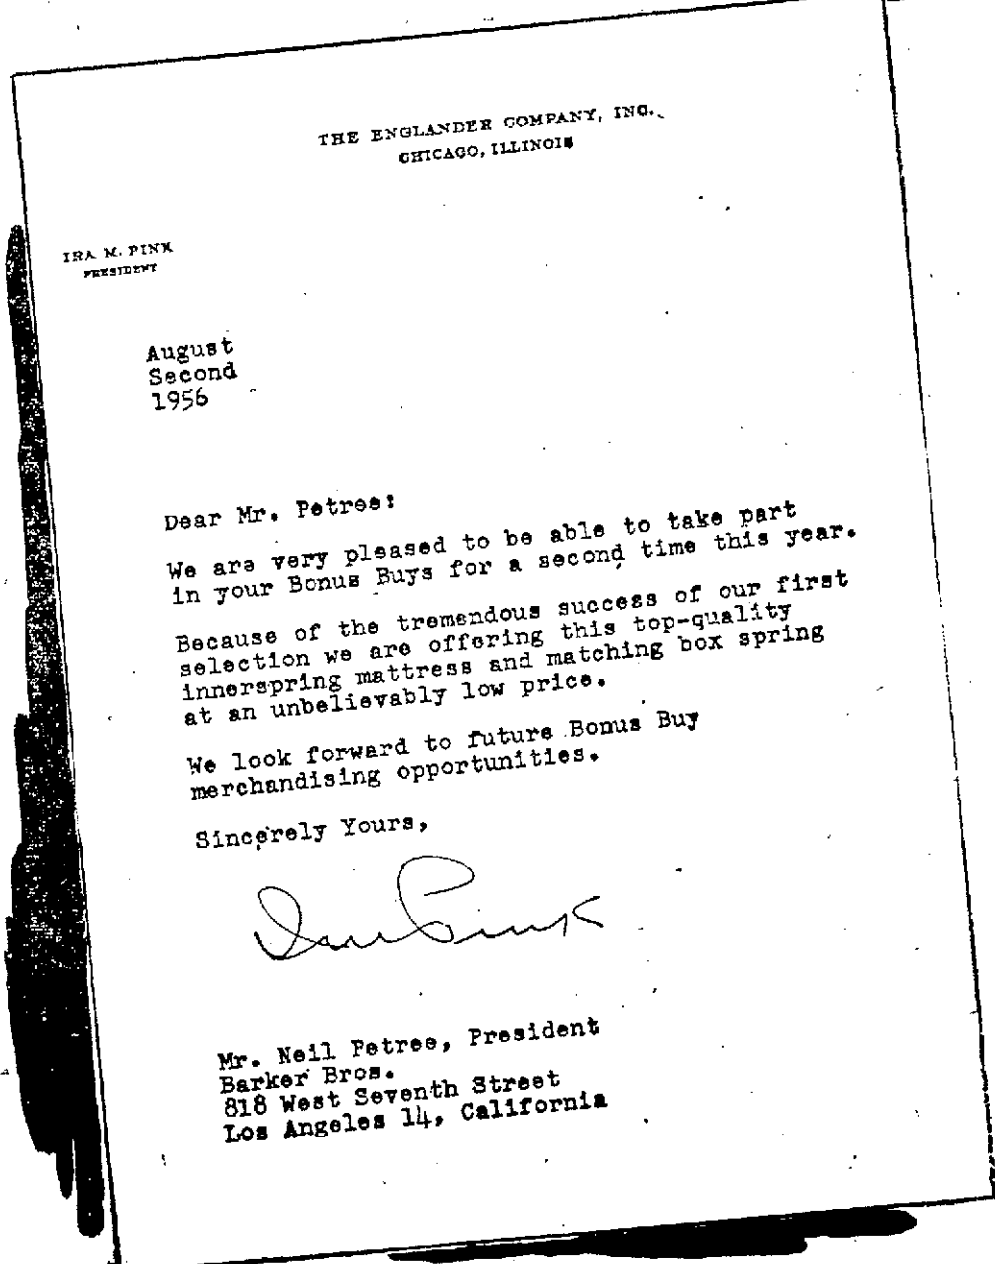 THE ENGLANDER COMPANY, INC.
CHICAGO, ILLINOIS
IRA M. PINK
PRESIDENT
August
Second
1956
Dear Mr. Petree:
We are very pleased to be able to take part
in your Bonus Buys for a second time this year.
Because of the tremendous success of our first
selection we are offering this top-quality
innerspring mattress and matching box spring
at an unbelievably low price.
We look forward to future Bonus Buy
merchandising opportunities.
Sincerely Yours,
Ira Pink
Mr. Neil Petree, President
Barker Bros.
818 West Seventh Street
Los Angeles 14, California